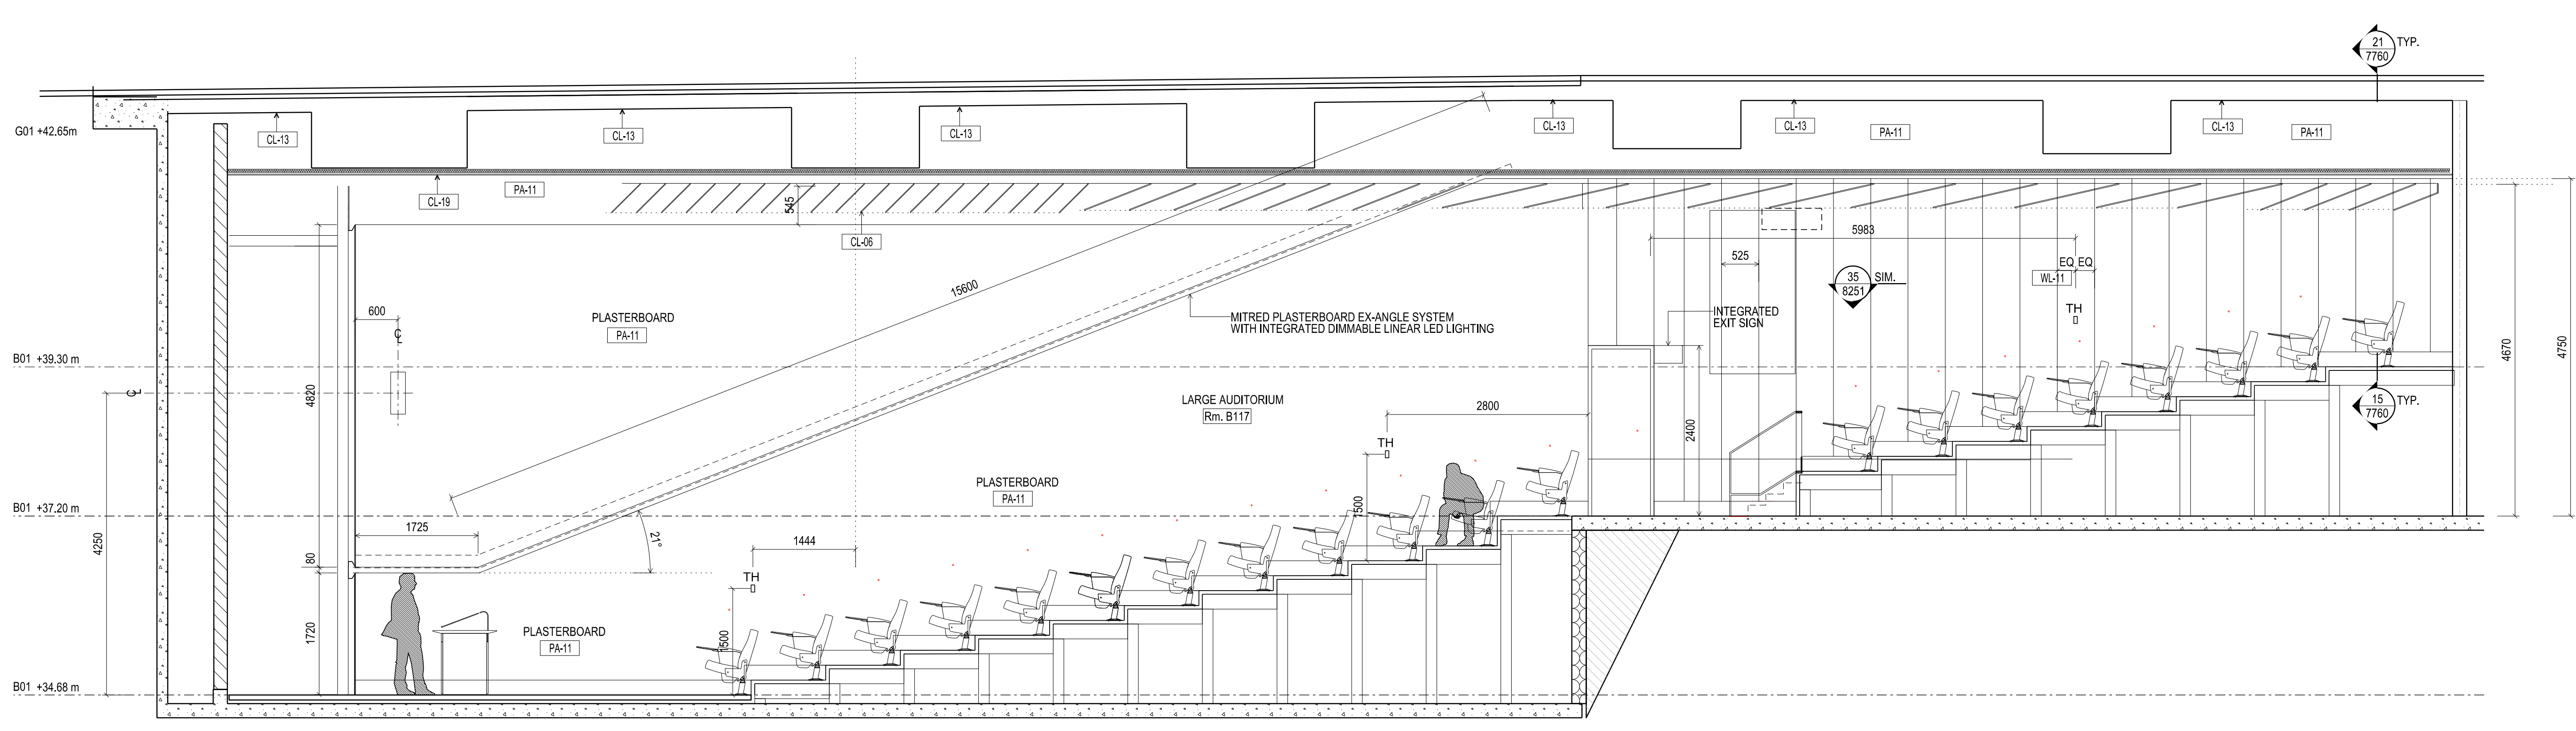 21
TYP.
7760
G01 +42.65m
CL-13
CL-13
CL-13
CL-13
CL-13
PA-11
CL-13
PA-11
CL-19
PA-11
545
CL-06
5983
525
EQ EQ
WL-11
35
SIM.
8251
15600
600
PLASTERBOARD
PA-11
MITRED PLASTERBOARD EX-ANGLE SYSTEM
WITH INTEGRATED DIMMABLE LINEAR LED LIGHTING
INTEGRATED
EXIT SIGN
TH
4670
4750
B01 +39.30 m
4820
LARGE AUDITORIUM
Rm. B117
2800
15
TYP.
7760
2400
TH
PLASTERBOARD
PA-11
1500
B01 +37.20 m
1725
21°
1444
4250
80
TH
1720
PLASTERBOARD
PA-11
1500
B01 +34.68 m